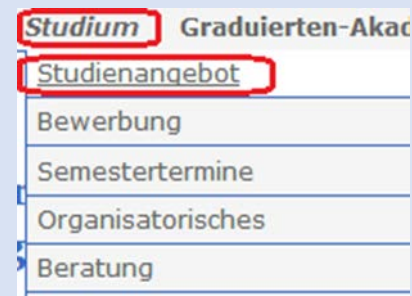 Studium Graduierten-Akad
Studienangebot
Bewerbung
Semestertermine
Organisatorisches
Beratung